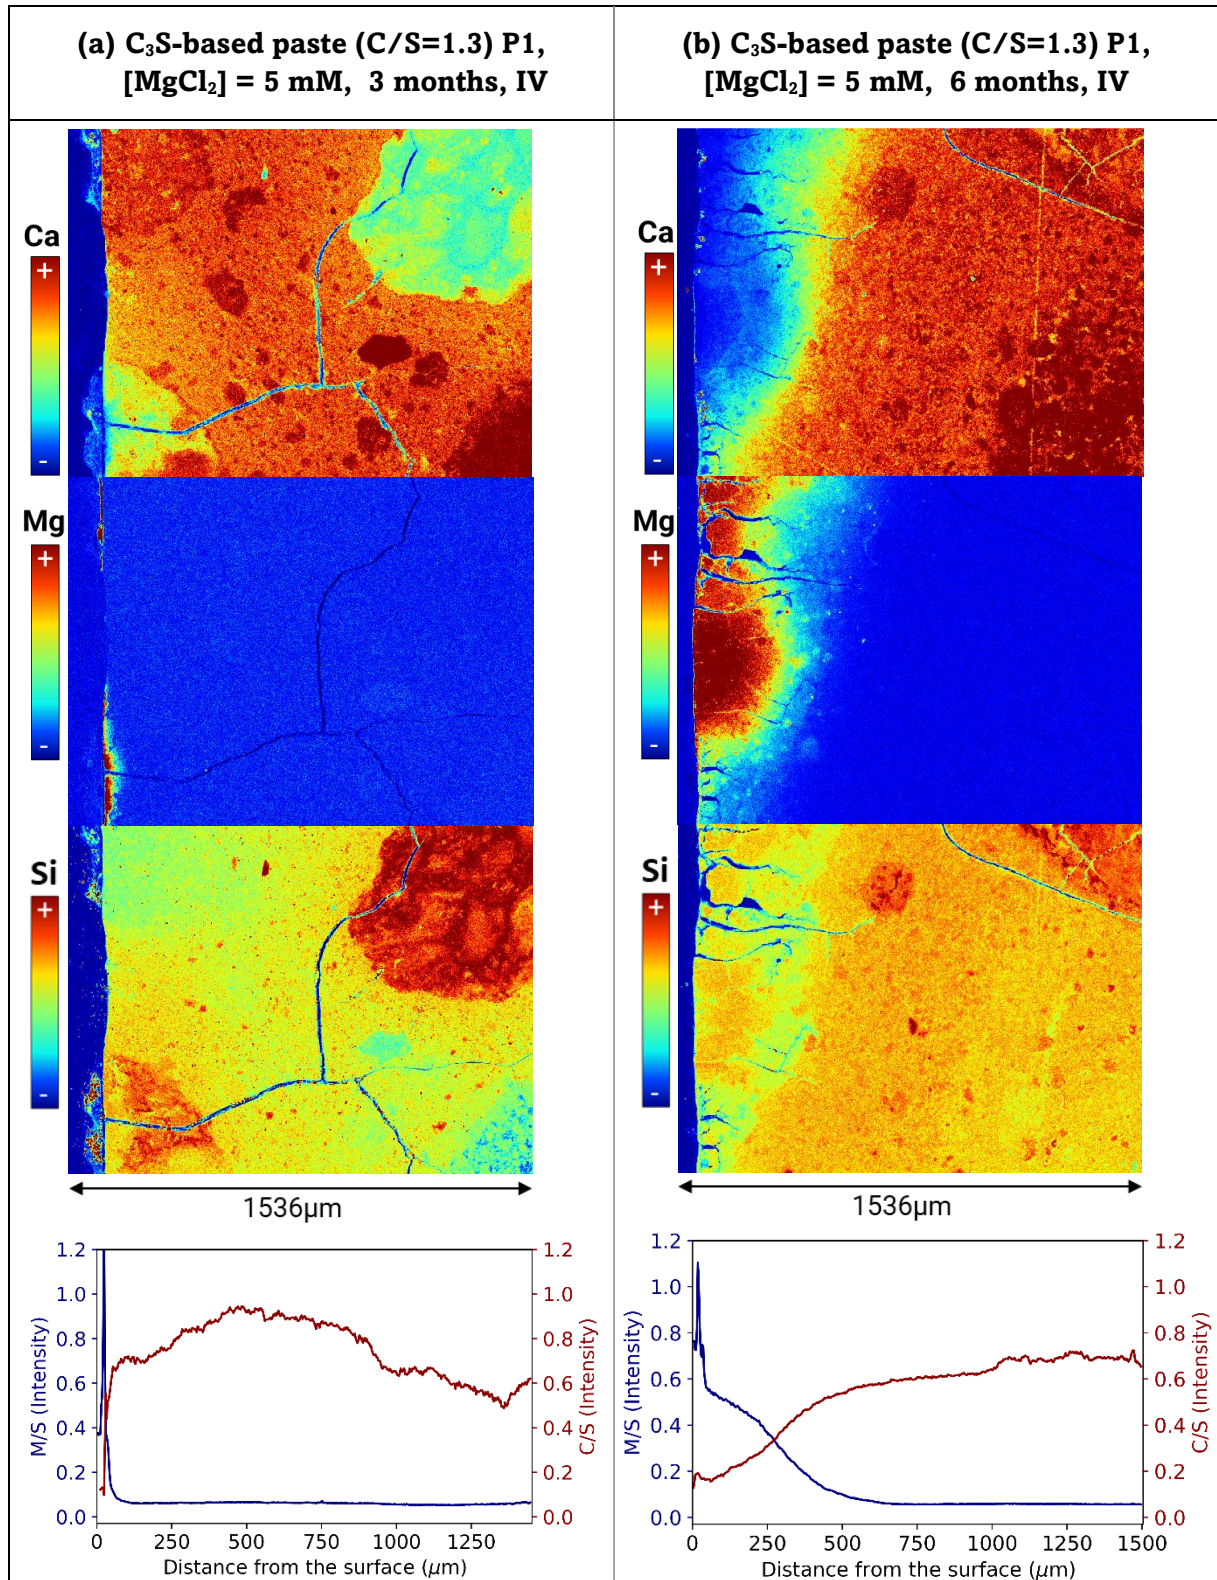 (a) C₃S-based paste (C/S=1.3) P1,
[MgCl₂] = 5 mM, 3 months, IV
(b) C₃S-based paste (C/S=1.3) P1,
[MgCl₂] = 5 mM, 6 months, IV
Ca
+
-
Mg
+
-
Si
+
-
1536µm
Ca
+
-
Mg
+
-
Si
+
-
1536µm
M/S (Intensity)
1.2
1.0
0.8
0.6
0.4
0.2
0.0
C/S (Intensity)
1.2
1.0
0.8
0.6
0.4
0.2
0.0
0 250 500 750 1000 1250
Distance from the surface (µm)
M/S (Intensity)
1.2
1.0
0.8
0.6
0.4
0.2
0.0
C/S (Intensity)
1.2
1.0
0.8
0.6
0.4
0.2
0.0
0 250 500 750 1000 1250 1500
Distance from the surface (µm)